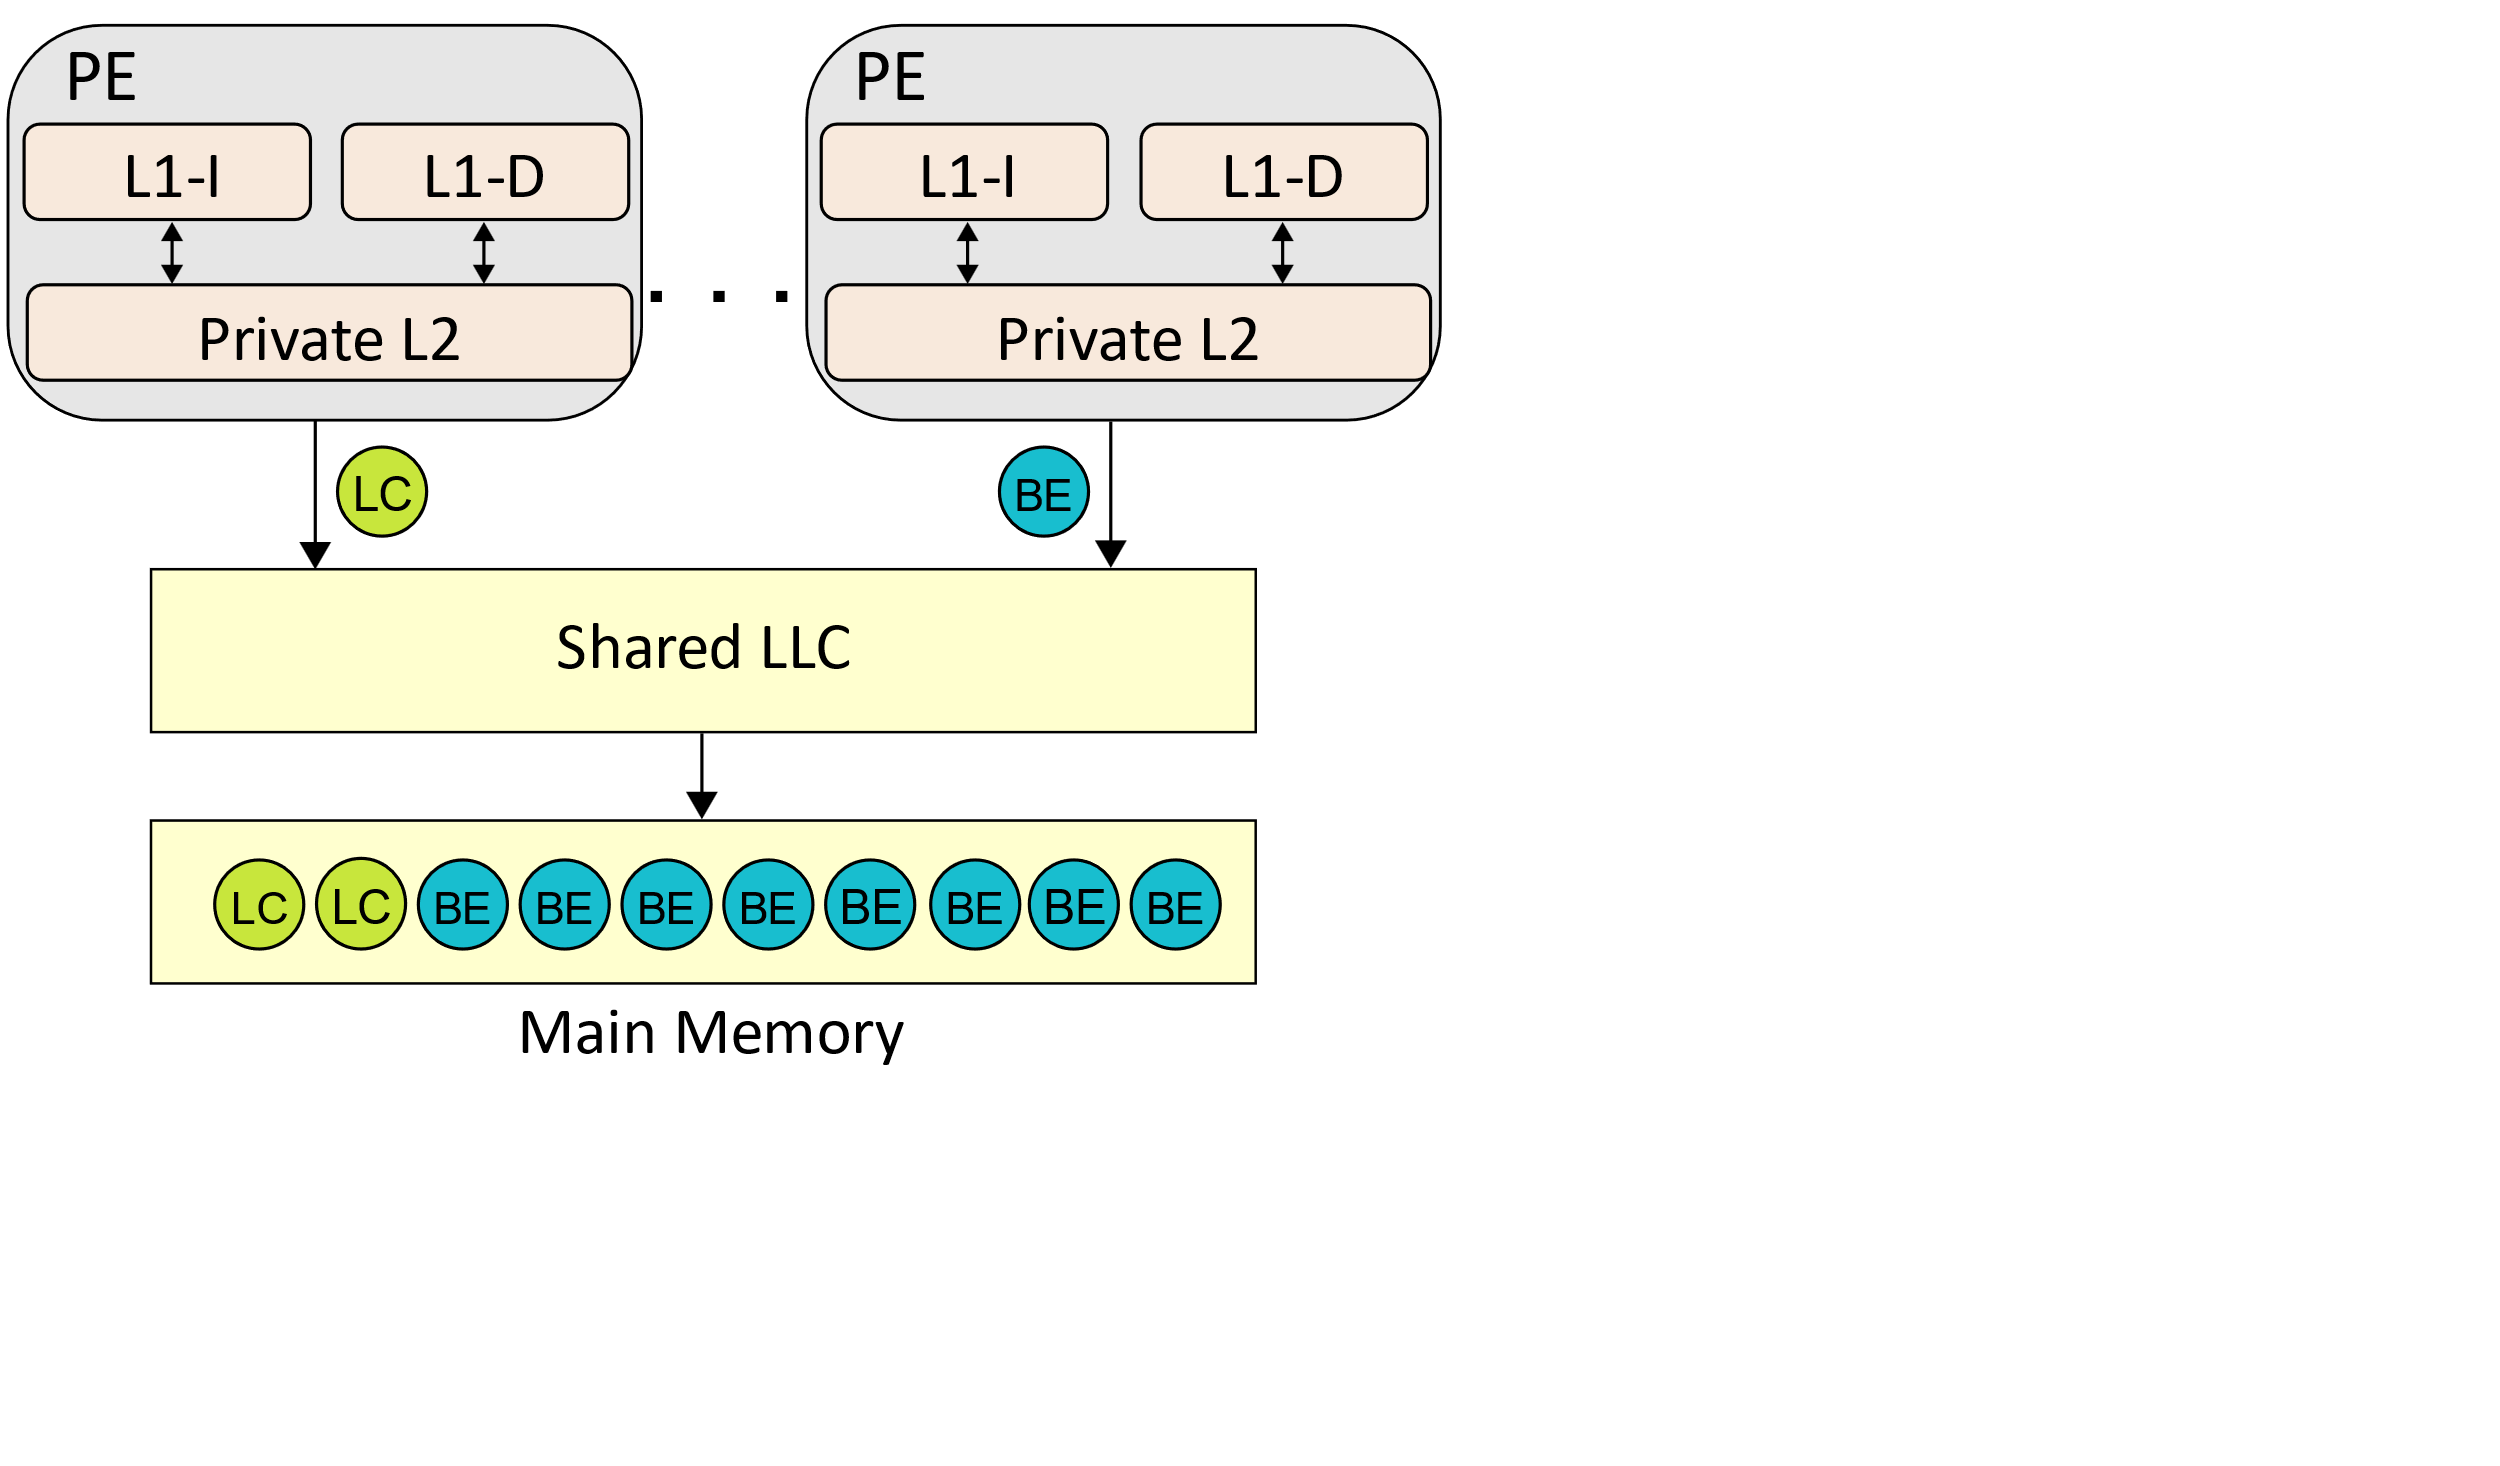 PE PE
L1-I L1-D L1-I L1-D
. . .
Private L2 Private L2
LC BE
Shared LLC
LC LC BE BE BE BE BE BE BE BE
Main Memory